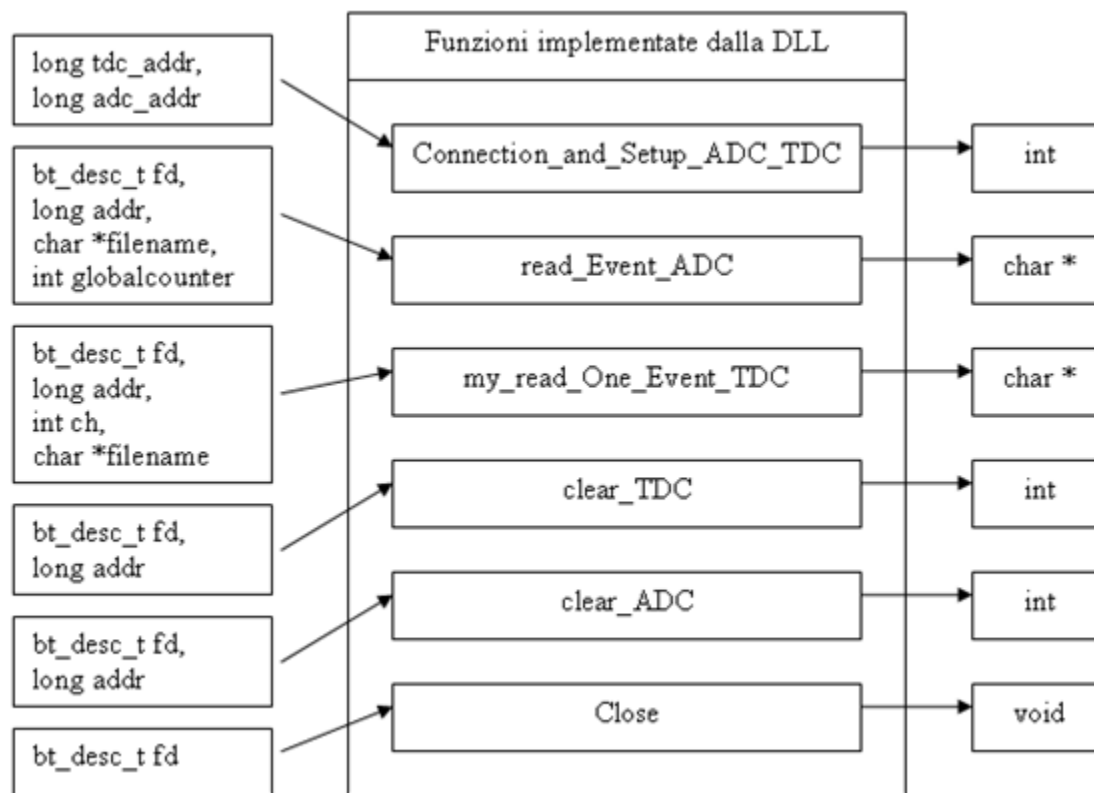 Funzioni implementate dalla DLL
long tdc_addr,
long adc_addr
Connection_and_Setup_ADC_TDC
int
bt_desc_t fd,
long addr,
char *filename,
int globalcounter
read_Event_ADC
char *
bt_desc_t fd,
long addr,
int ch,
char *filename
my_read_One_Event_TDC
char *
bt_desc_t fd,
long addr
clear_TDC
int
bt_desc_t fd,
long addr
clear_ADC
int
bt_desc_t fd
Close
void